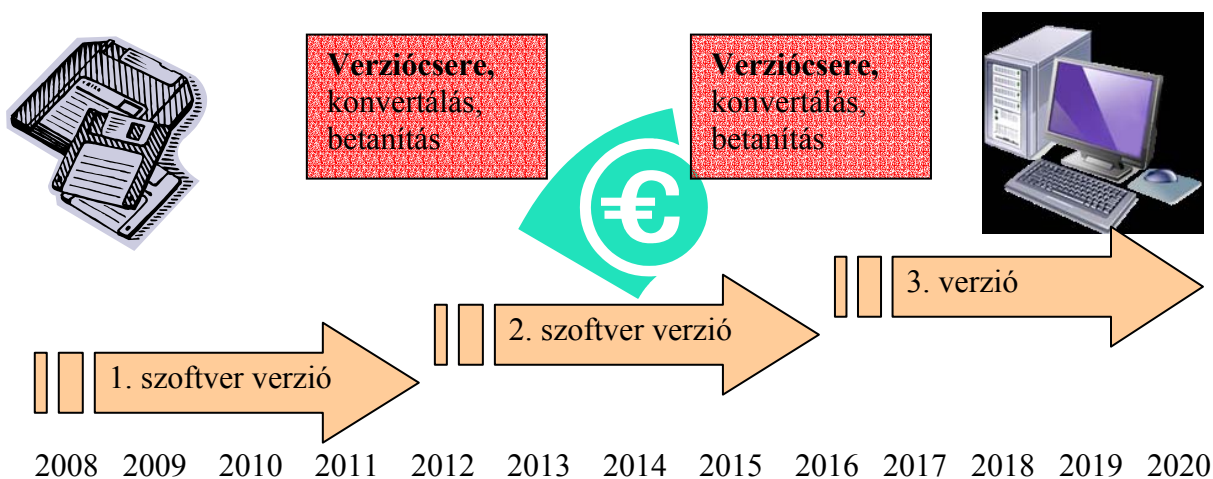 Verziócsere,
konvertálás,
betanítás
Verziócsere,
konvertálás,
betanítás
€
3. verzió
2. szoftver verzió
1. szoftver verzió
2008 2009 2010 2011 2012 2013 2014 2015 2016 2017 2018 2019 2020